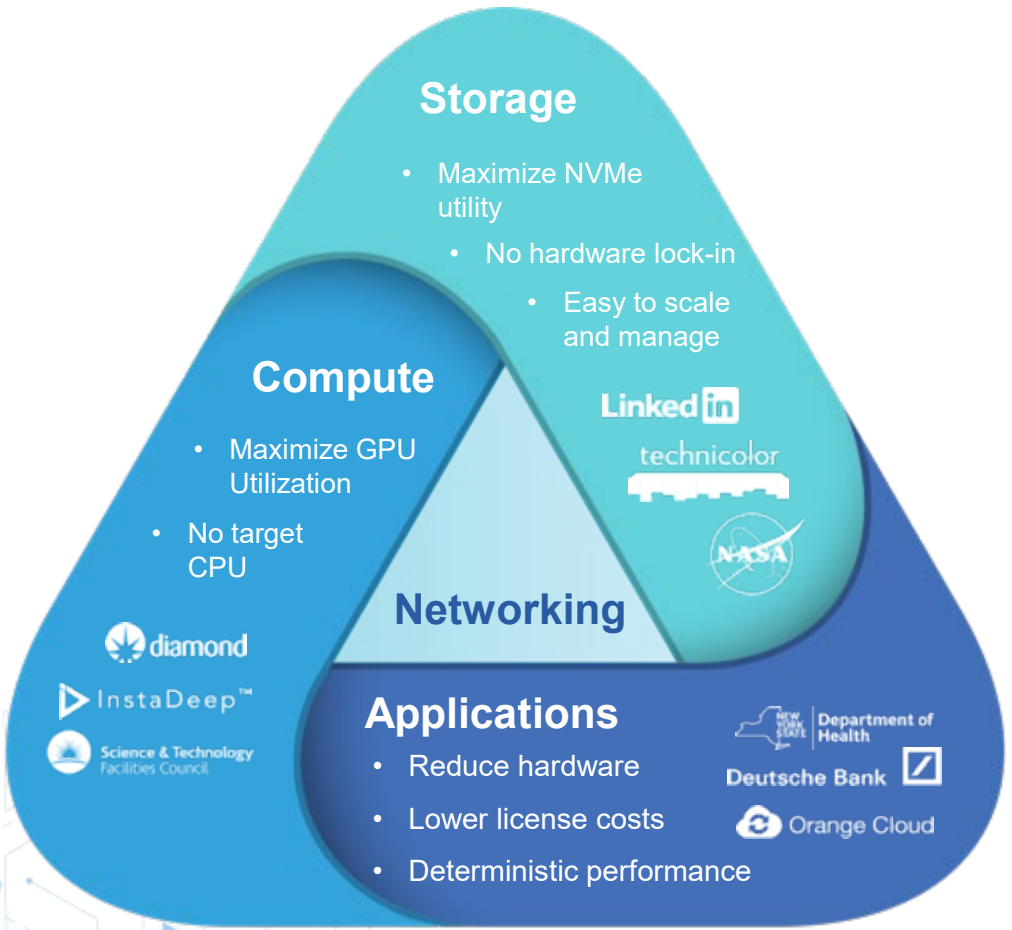 Storage
• Maximize NVMe
utility
• No hardware lock-in
• Easy to scale
and manage
Linked in
technicolor
NASA
Compute
• Maximize GPU
Utilization
• No target
CPU
diamond
InstaDeep™
Science & Technology
Facilities Council
Networking
Applications
• Reduce hardware
• Lower license costs
• Deterministic performance
NEW
YORK
STATE
Department of
Health
Deutsche Bank
Orange Cloud